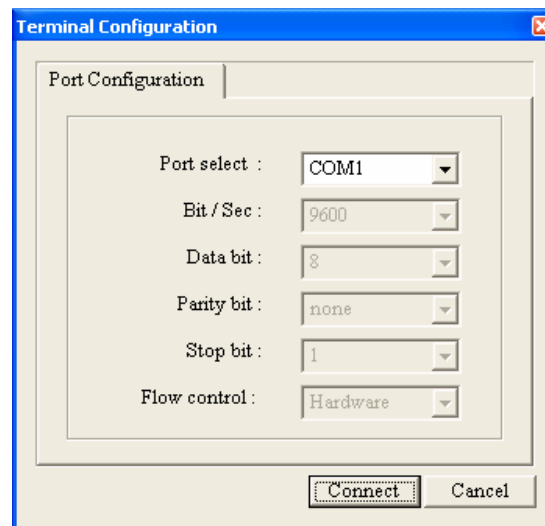 Terminal Configuration
Port Configuration
Port select : COM1
Bit / Sec : 9600
Data bit : 8
Parity bit : none
Stop bit : 1
Flow control : Hardware
Connect Cancel